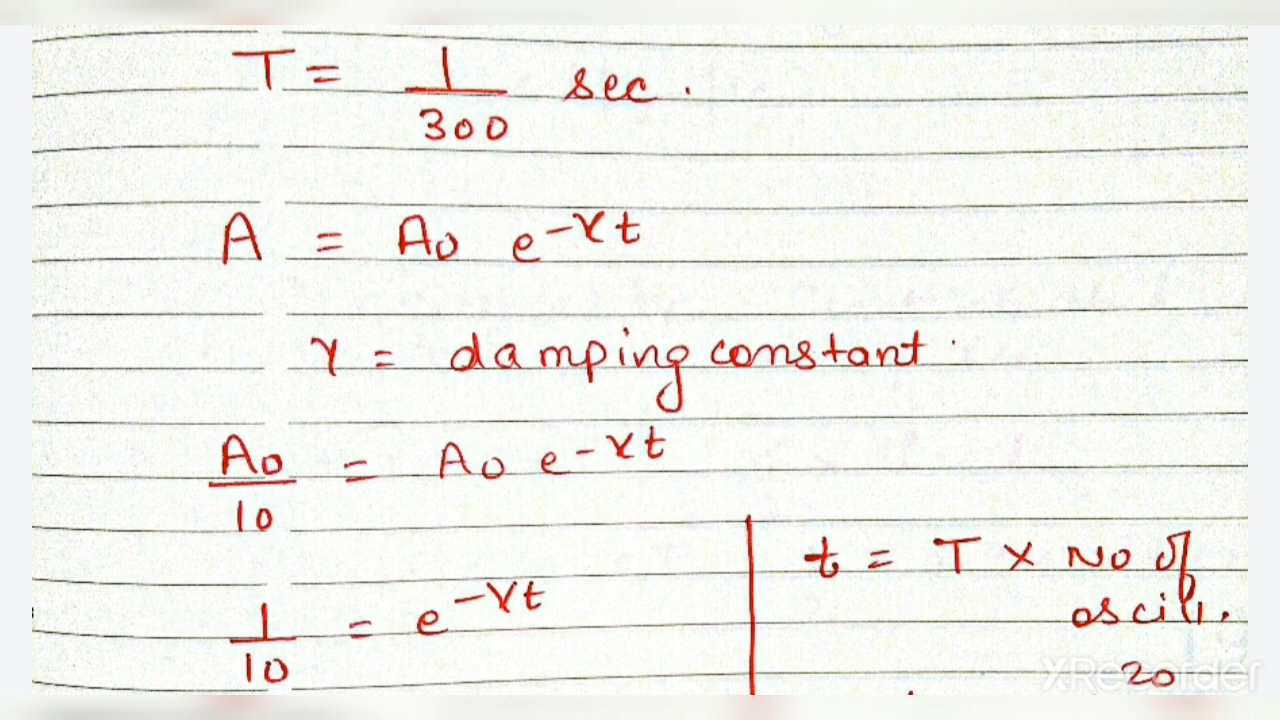 T = 1/300 sec.
A = A₀ e^-γt
γ = damping constant.
A₀/10 = A₀ e^-γt
1/10 = e^-γt
t = T × No of
oscill.
20
XRecorder